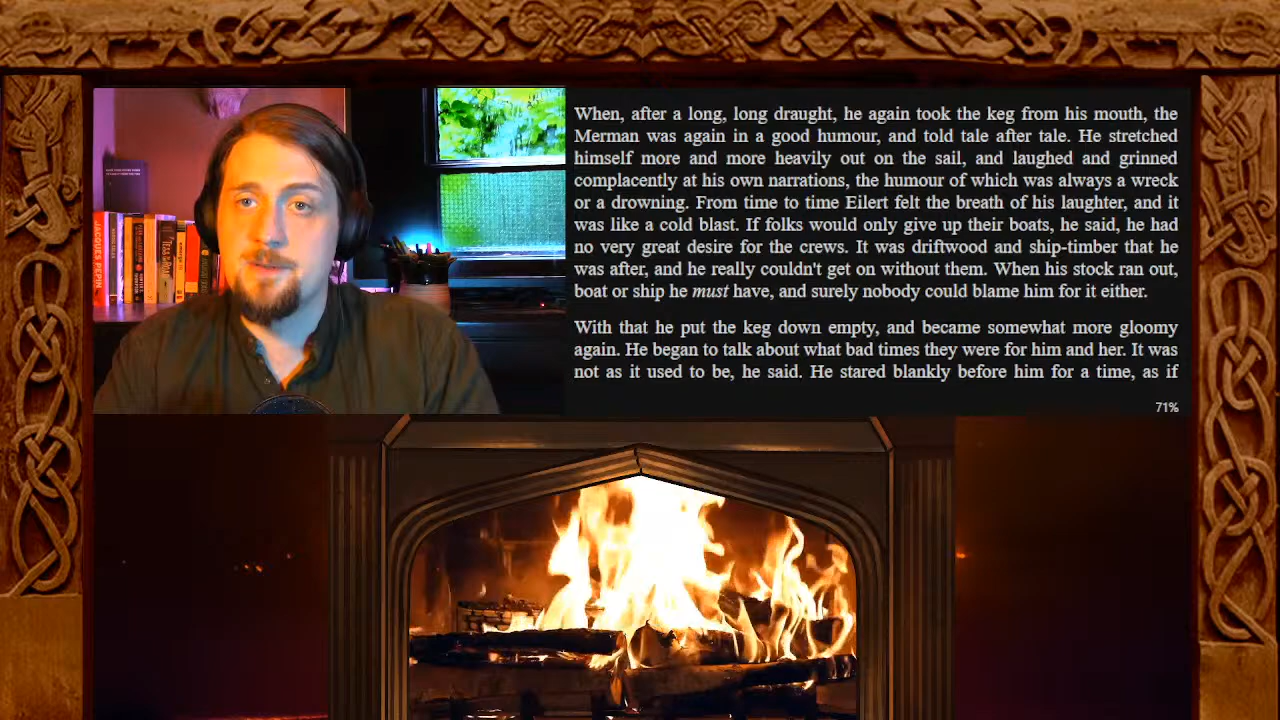 JACQUES PEPIN
When, after a long, long draught, he again took the keg from his mouth, the
Merman was again in a good humour, and told tale after tale. He stretched
himself more and more heavily out on the sail, and laughed and grinned
complacently at his own narrations, the humour of which was always a wreck
or a drowning. From time to time Eilert felt the breath of his laughter, and it
was like a cold blast. If folks would only give up their boats, he said, he had
no very great desire for the crews. It was driftwood and ship-timber that he
was after, and he really couldn't get on without them. When his stock ran out,
boat or ship he must have, and surely nobody could blame him for it either.
With that he put the keg down empty, and became somewhat more gloomy
again. He began to talk about what bad times they were for him and her. It was
not as it used to be, he said. He stared blankly before him for a time, as if
71%